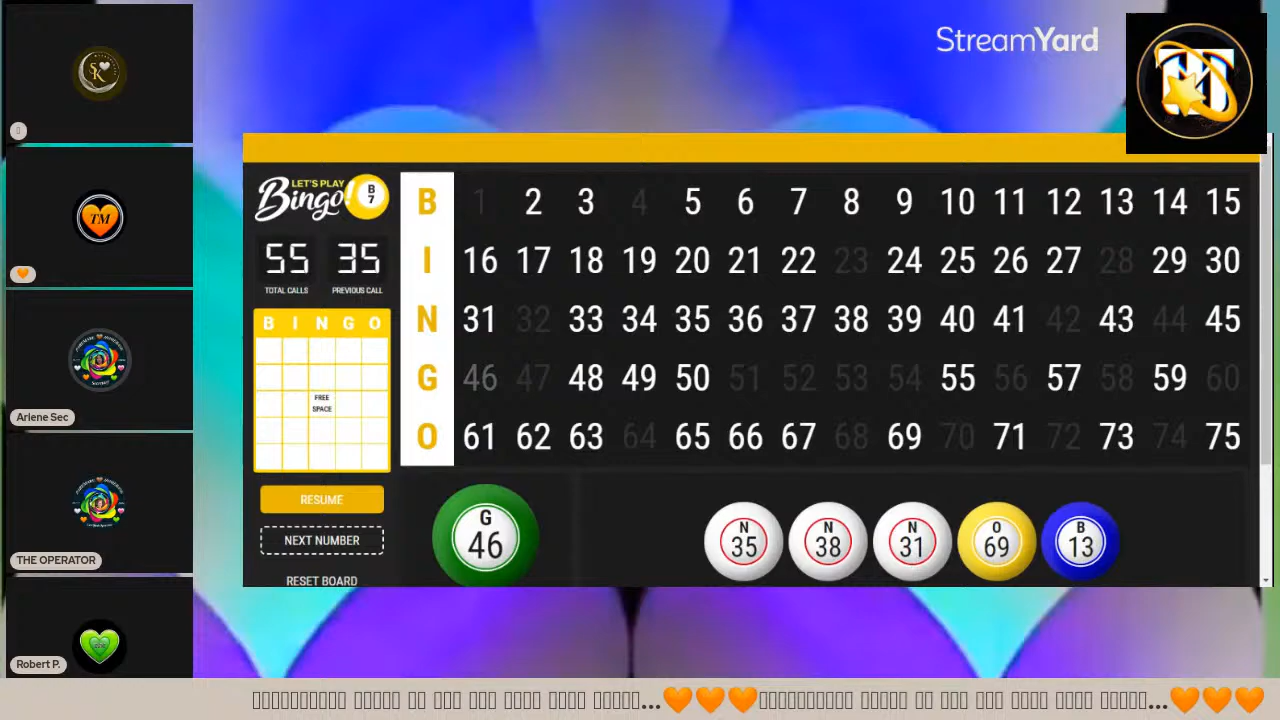 StreamYard
SK
TM
Arlene Sec
THE OPERATOR
Robert P.
LET'S PLAY
Bingo!
B
7
55 35
TOTAL CALLS PREVIOUS CALL
B I N G O
FREE
SPACE
RESUME
NEXT NUMBER
RESET BOARD
B 1 2 3 4 5 6 7 8 9 10 11 12 13 14 15
I 16 17 18 19 20 21 22 23 24 25 26 27 28 29 30
N 31 32 33 34 35 36 37 38 39 40 41 42 43 44 45
G 46 47 48 49 50 51 52 53 54 55 56 57 58 59 60
O 61 62 63 64 65 66 67 68 69 70 71 72 73 74 75
G
46
N
35
N
38
N
31
O
69
B
13